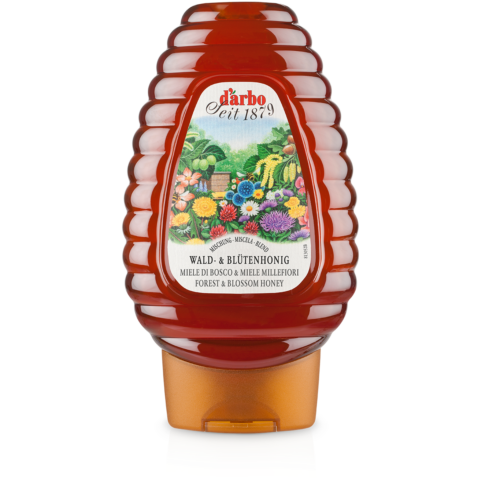 d'arbo
Seit 1879
MISCHUNG - MISCELA - BLEND
WALD- & BLÜTENHONIG
MIELE DI BOSCO & MIELE MILLEFIORI
FOREST & BLOSSOM HONEY